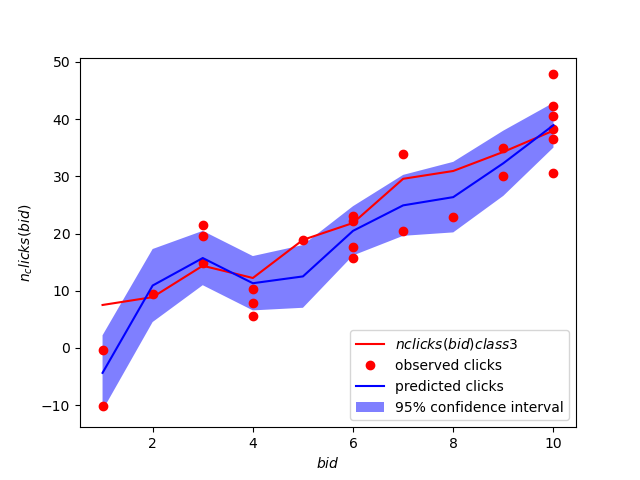 50
40
30
20
10
0
−10
n_clicks(bid)
2
4
6
8
10
bid
nclicks(bid)class3
observed clicks
predicted clicks
95% confidence interval